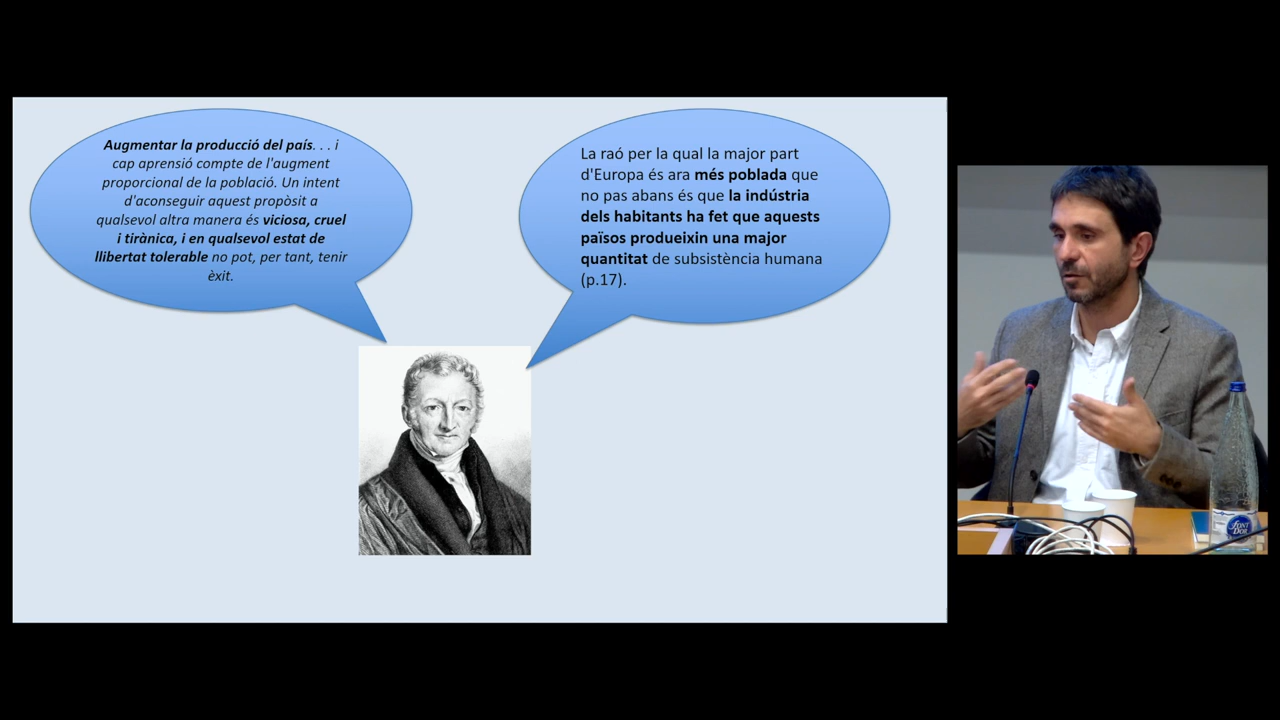 Augmentar la producció del país. . . i
cap aprensió compte de l'augment
proporcional de la població. Un intent
d'aconseguir aquest propòsit a
qualsevol altra manera és viciosa, cruel
i tirànica, i en qualsevol estat de
llibertat tolerable no pot, per tant, tenir
èxit.
La raó per la qual la major part
d'Europa és ara més poblada que
no pas abans és que la indústria
dels habitants ha fet que aquests
països produeixin una major
quantitat de subsistència humana
(p.17).
FONT
D'OR